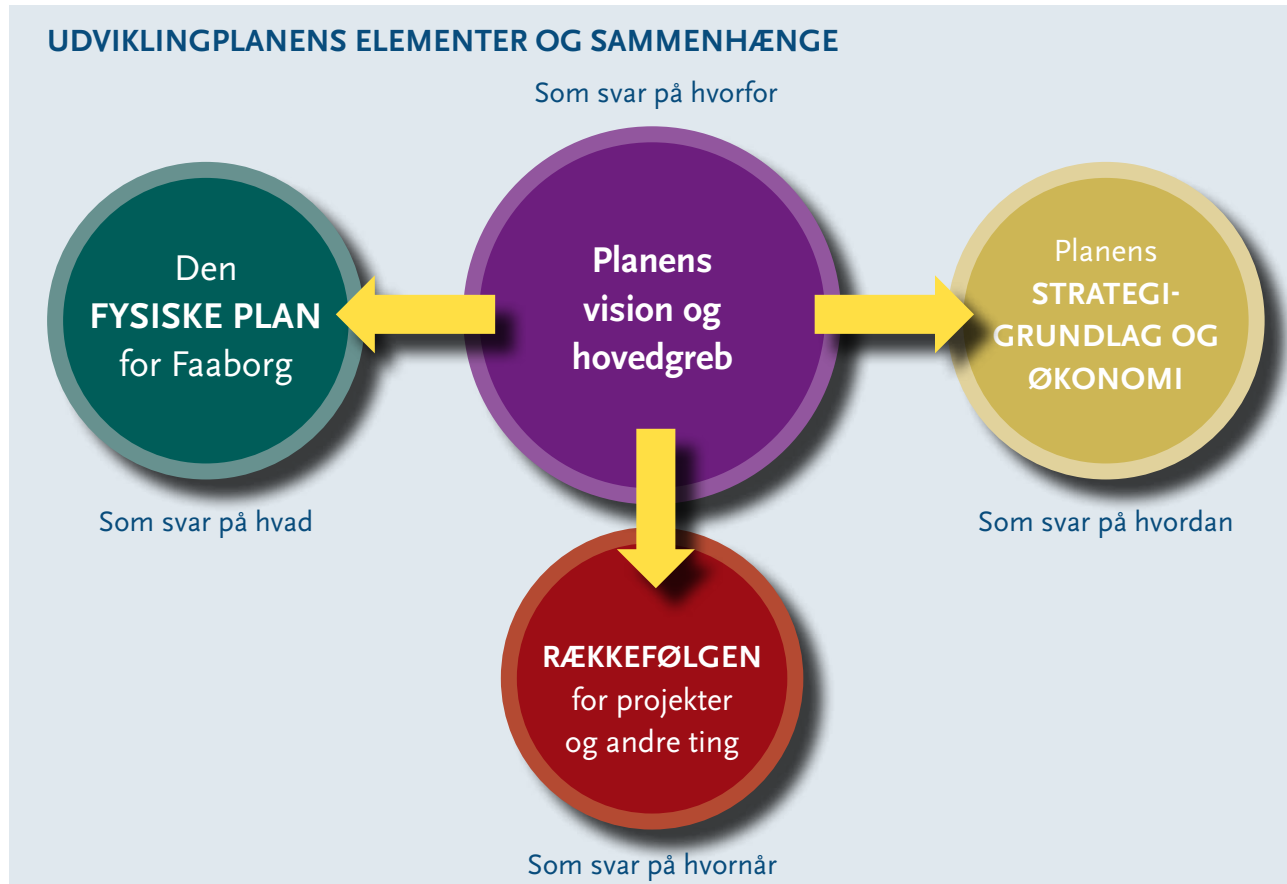 UDVIKLINGPLANENS ELEMENTER OG SAMMENHÆNGE
Som svar på hvorfor
Den
FYSISKE PLAN
for Faaborg
Som svar på hvad
Planens
vision og
hovedgreb
Planens
STRATEGI-
GRUNDLAG OG
ØKONOMI
Som svar på hvordan
RÆKKEFØLGEN
for projekter
og andre ting
Som svar på hvornår